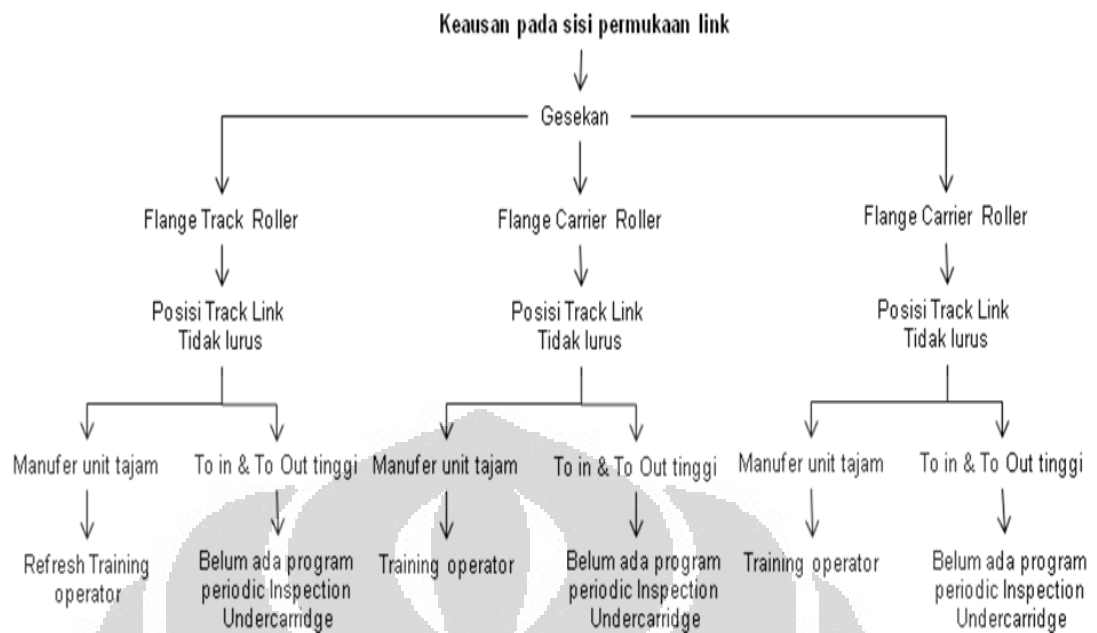 Keausan pada sisi permukaan link
Gesekan
Flange Track Roller
Flange Carrier Roller
Flange Carrier Roller
Posisi Track Link
Tidak lurus
Posisi Track Link
Tidak lurus
Posisi Track Link
Tidak lurus
Manufer unit tajam
To in & To Out tinggi
Manufer unit tajam
To in & To Out tinggi
Manufer unit tajam
To in & To Out tinggi
Refresh Training
operator
Belum ada program
periodic Inspection
Undercarridge
Training operator
Belum ada program
periodic Inspection
Undercarridge
Training operator
Belum ada program
periodic Inspection
Undercarridge